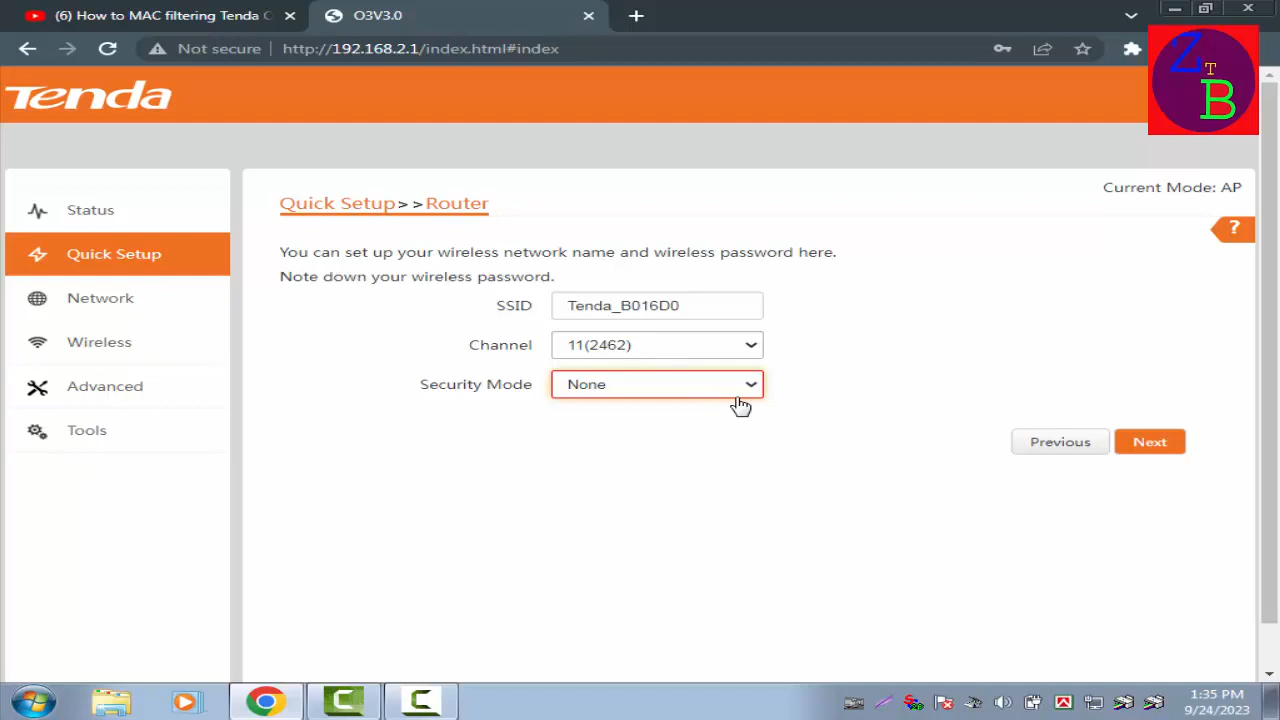 (6) How to MAC filtering Tenda C
O3V3.0
Not secure
http://192.168.2.1/index.html#index
Z T B
Tenda
Current Mode: AP
Status
Quick Setup
Network
Wireless
Advanced
Tools
Quick Setup>>Router
?
You can set up your wireless network name and wireless password here.
Note down your wireless password.
SSID
Tenda_B016D0
Channel
11(2462)
Security Mode
None
Previous
Next
1:35 PM
9/24/2023